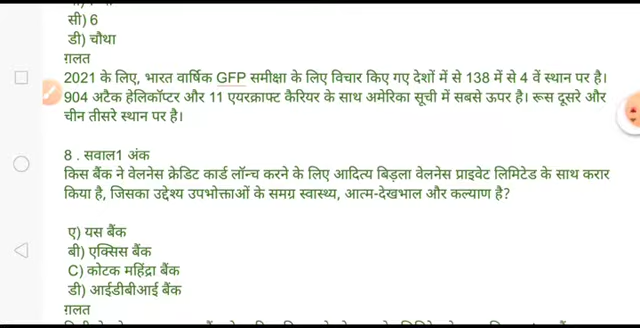 सी) 6
डी) चौथा
ग़लत
2021 के लिए, भारत वार्षिक GFP समीक्षा के लिए विचार किए गए देशों में से 138 में से 4 वें स्थान पर है।
904 अटैक हेलिकॉप्टर और 11 एयरक्राफ्ट कैरियर के साथ अमेरिका सूची में सबसे ऊपर है। रूस दूसरे और
चीन तीसरे स्थान पर है।
8 . सवाल1 अंक
किस बैंक ने वेलनेस क्रेडिट कार्ड लॉन्च करने के लिए आदित्य बिड़ला वेलनेस प्राइवेट लिमिटेड के साथ करार
किया है, जिसका उद्देश्य उपभोक्ताओं के समग्र स्वास्थ्य, आत्म-देखभाल और कल्याण है?
ए) यस बैंक
बी) एक्सिस बैंक
C) कोटक महिंद्रा बैंक
डी) आईडीबीआई बैंक
ग़लत